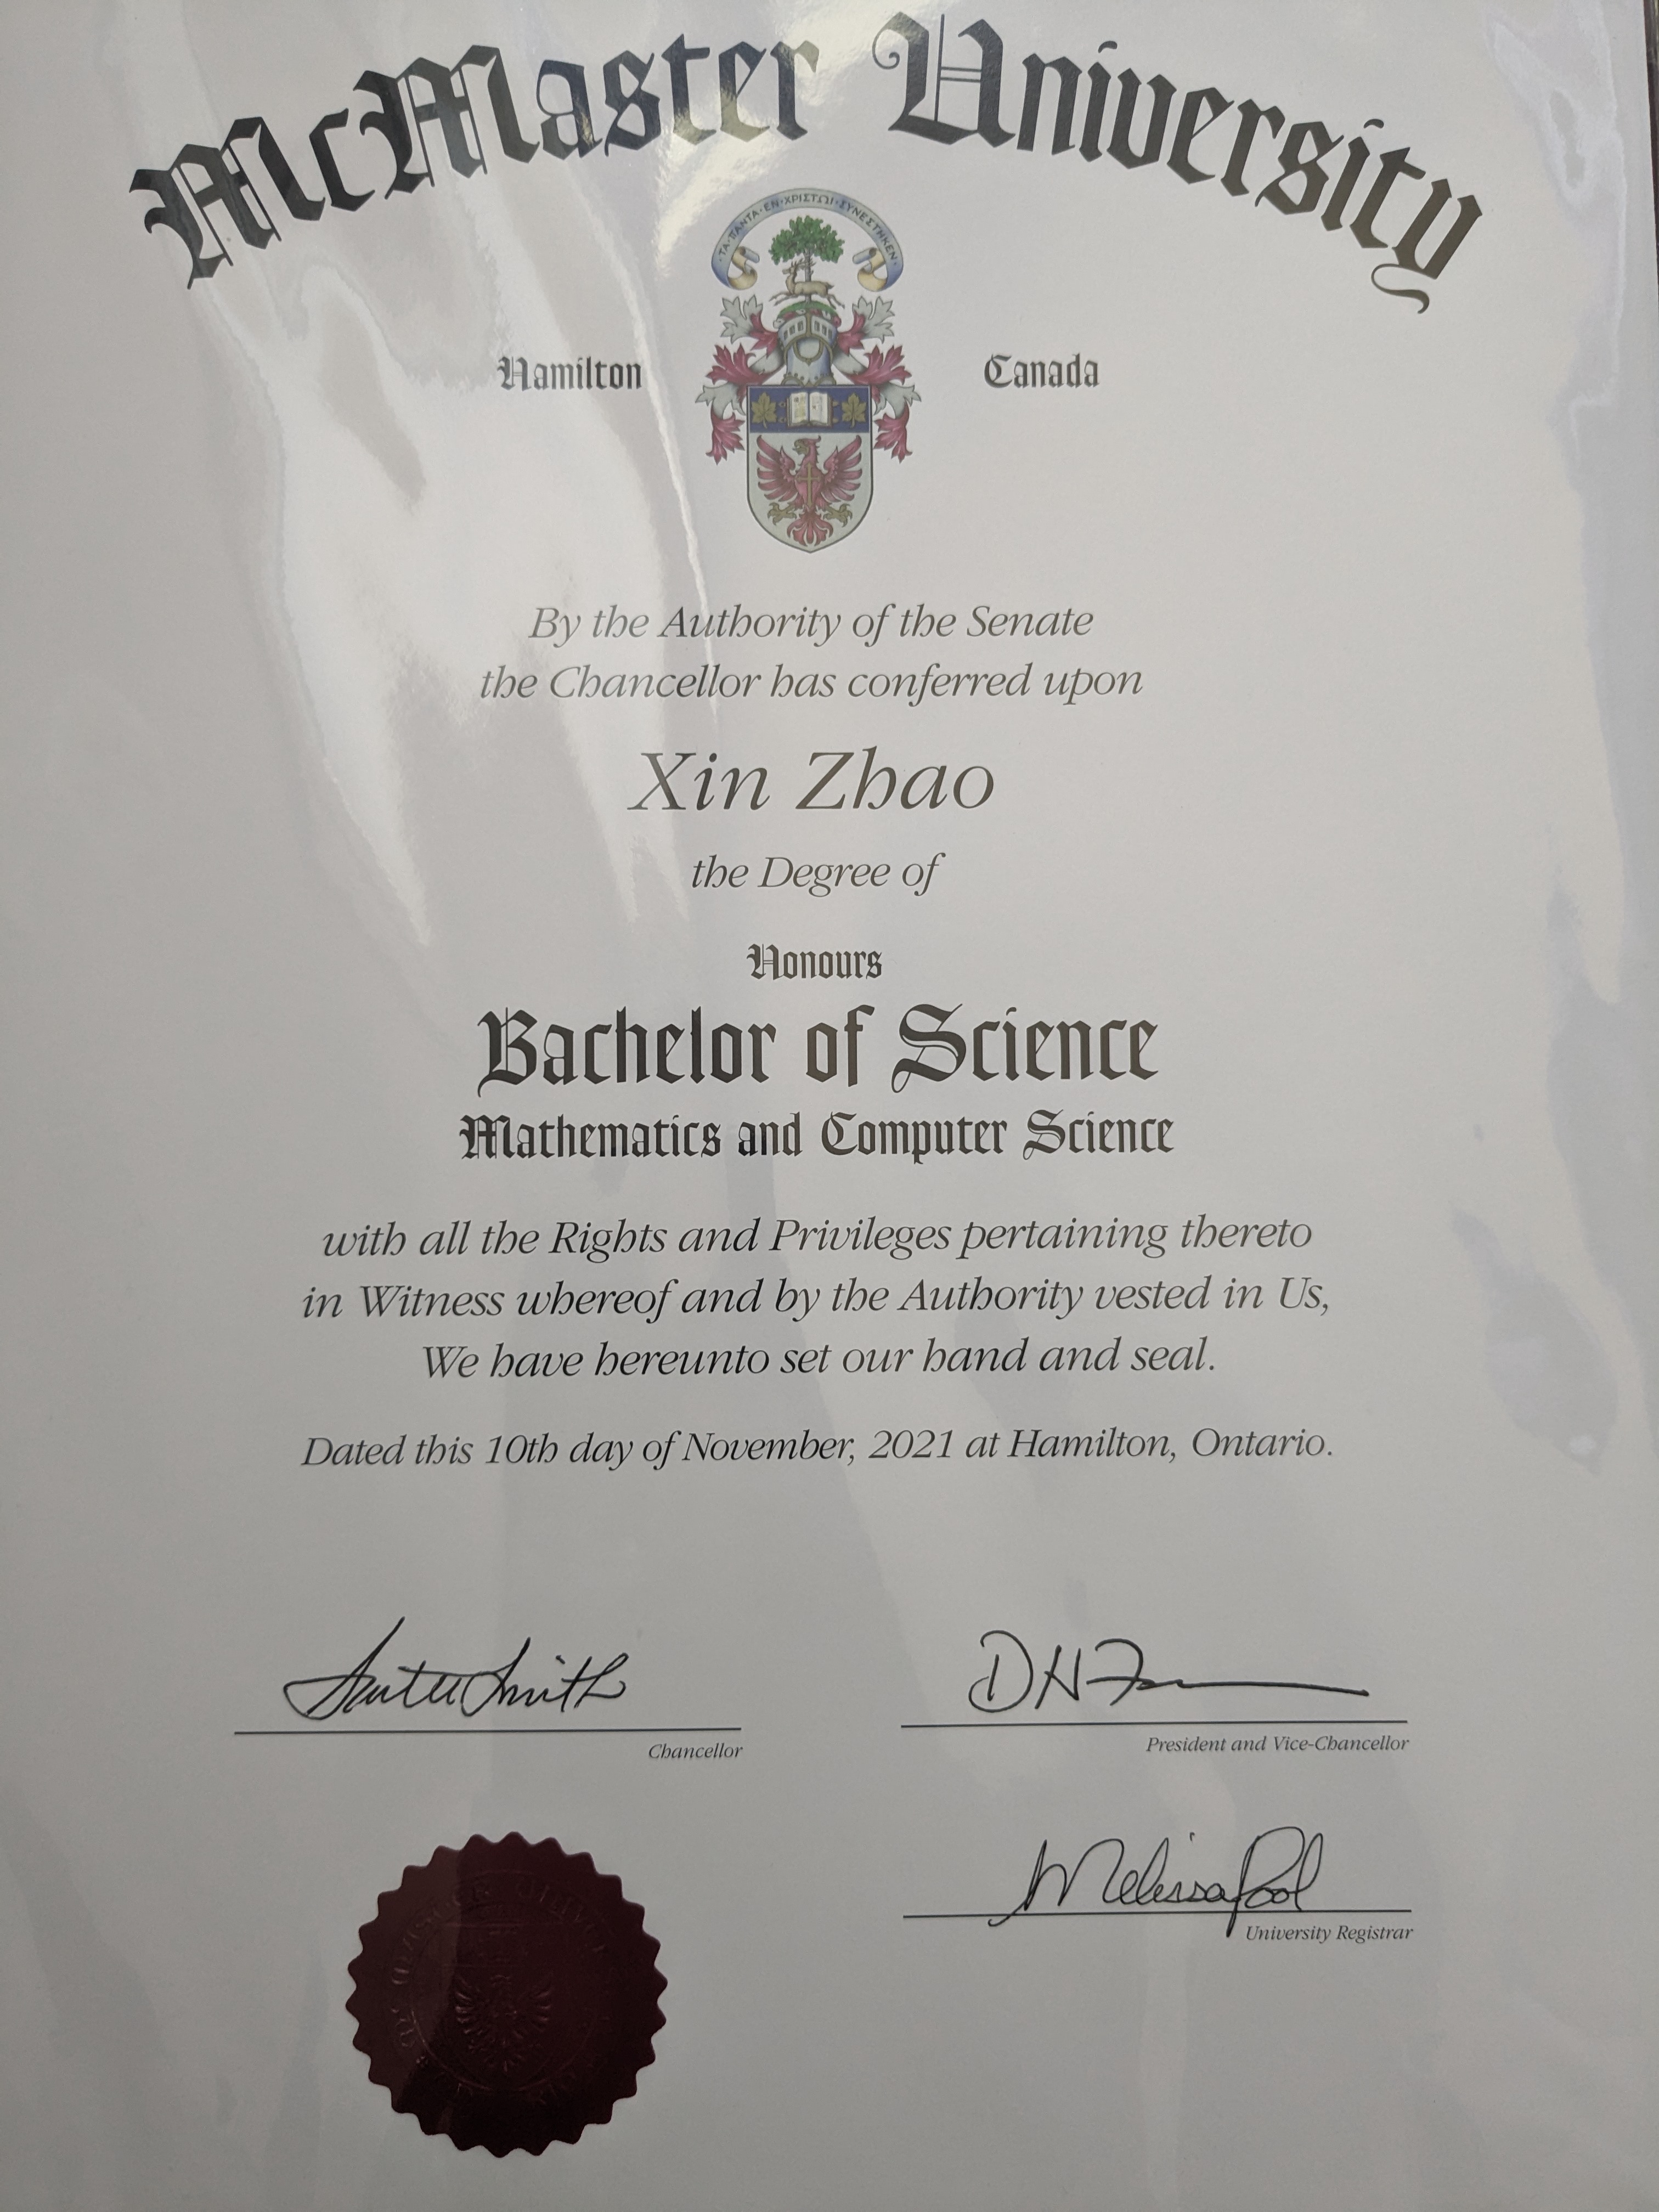 McMaster University
·ΤΑ·ΠΑΝΤΑ·ΕΝ·ΧΡΙΣΤΩΙ·ΣΥΝΕΣΤΗΚΕΝ·
Hamilton Canada
By the Authority of the Senate
the Chancellor has conferred upon
Xin Zhao
the Degree of
Honours
Bachelor of Science
Mathematics and Computer Science
with all the Rights and Privileges pertaining thereto
in Witness whereof and by the Authority vested in Us,
We have hereunto set our hand and seal.
Dated this 10th day of November, 2021 at Hamilton, Ontario.
Smith
Chancellor
D H
President and Vice-Chancellor
Melissa Pool
University Registrar